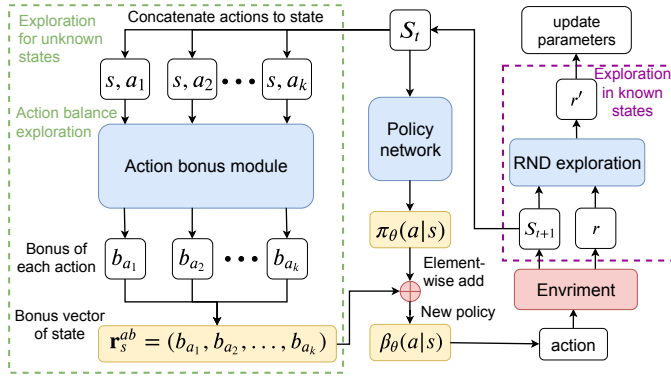 Exploration
for unknown
states
Concatenate actions to state
S_t
update
parameters
s, a_1
s, a_2
• • •
s, a_k
Exploration
in known
states
r′
Action balance
exploration
Action bonus module
Policy
network
RND exploration
Bonus of
each action
b_{a_1}
b_{a_2}
• • •
b_{a_k}
π_θ(a|s)
S_{t+1}
r
Element-
wise add
Bonus vector
of state
New policy
Envriment
r_s^{ab} = (b_{a_1}, b_{a_2}, . . . , b_{a_k})
β_θ(a|s)
action